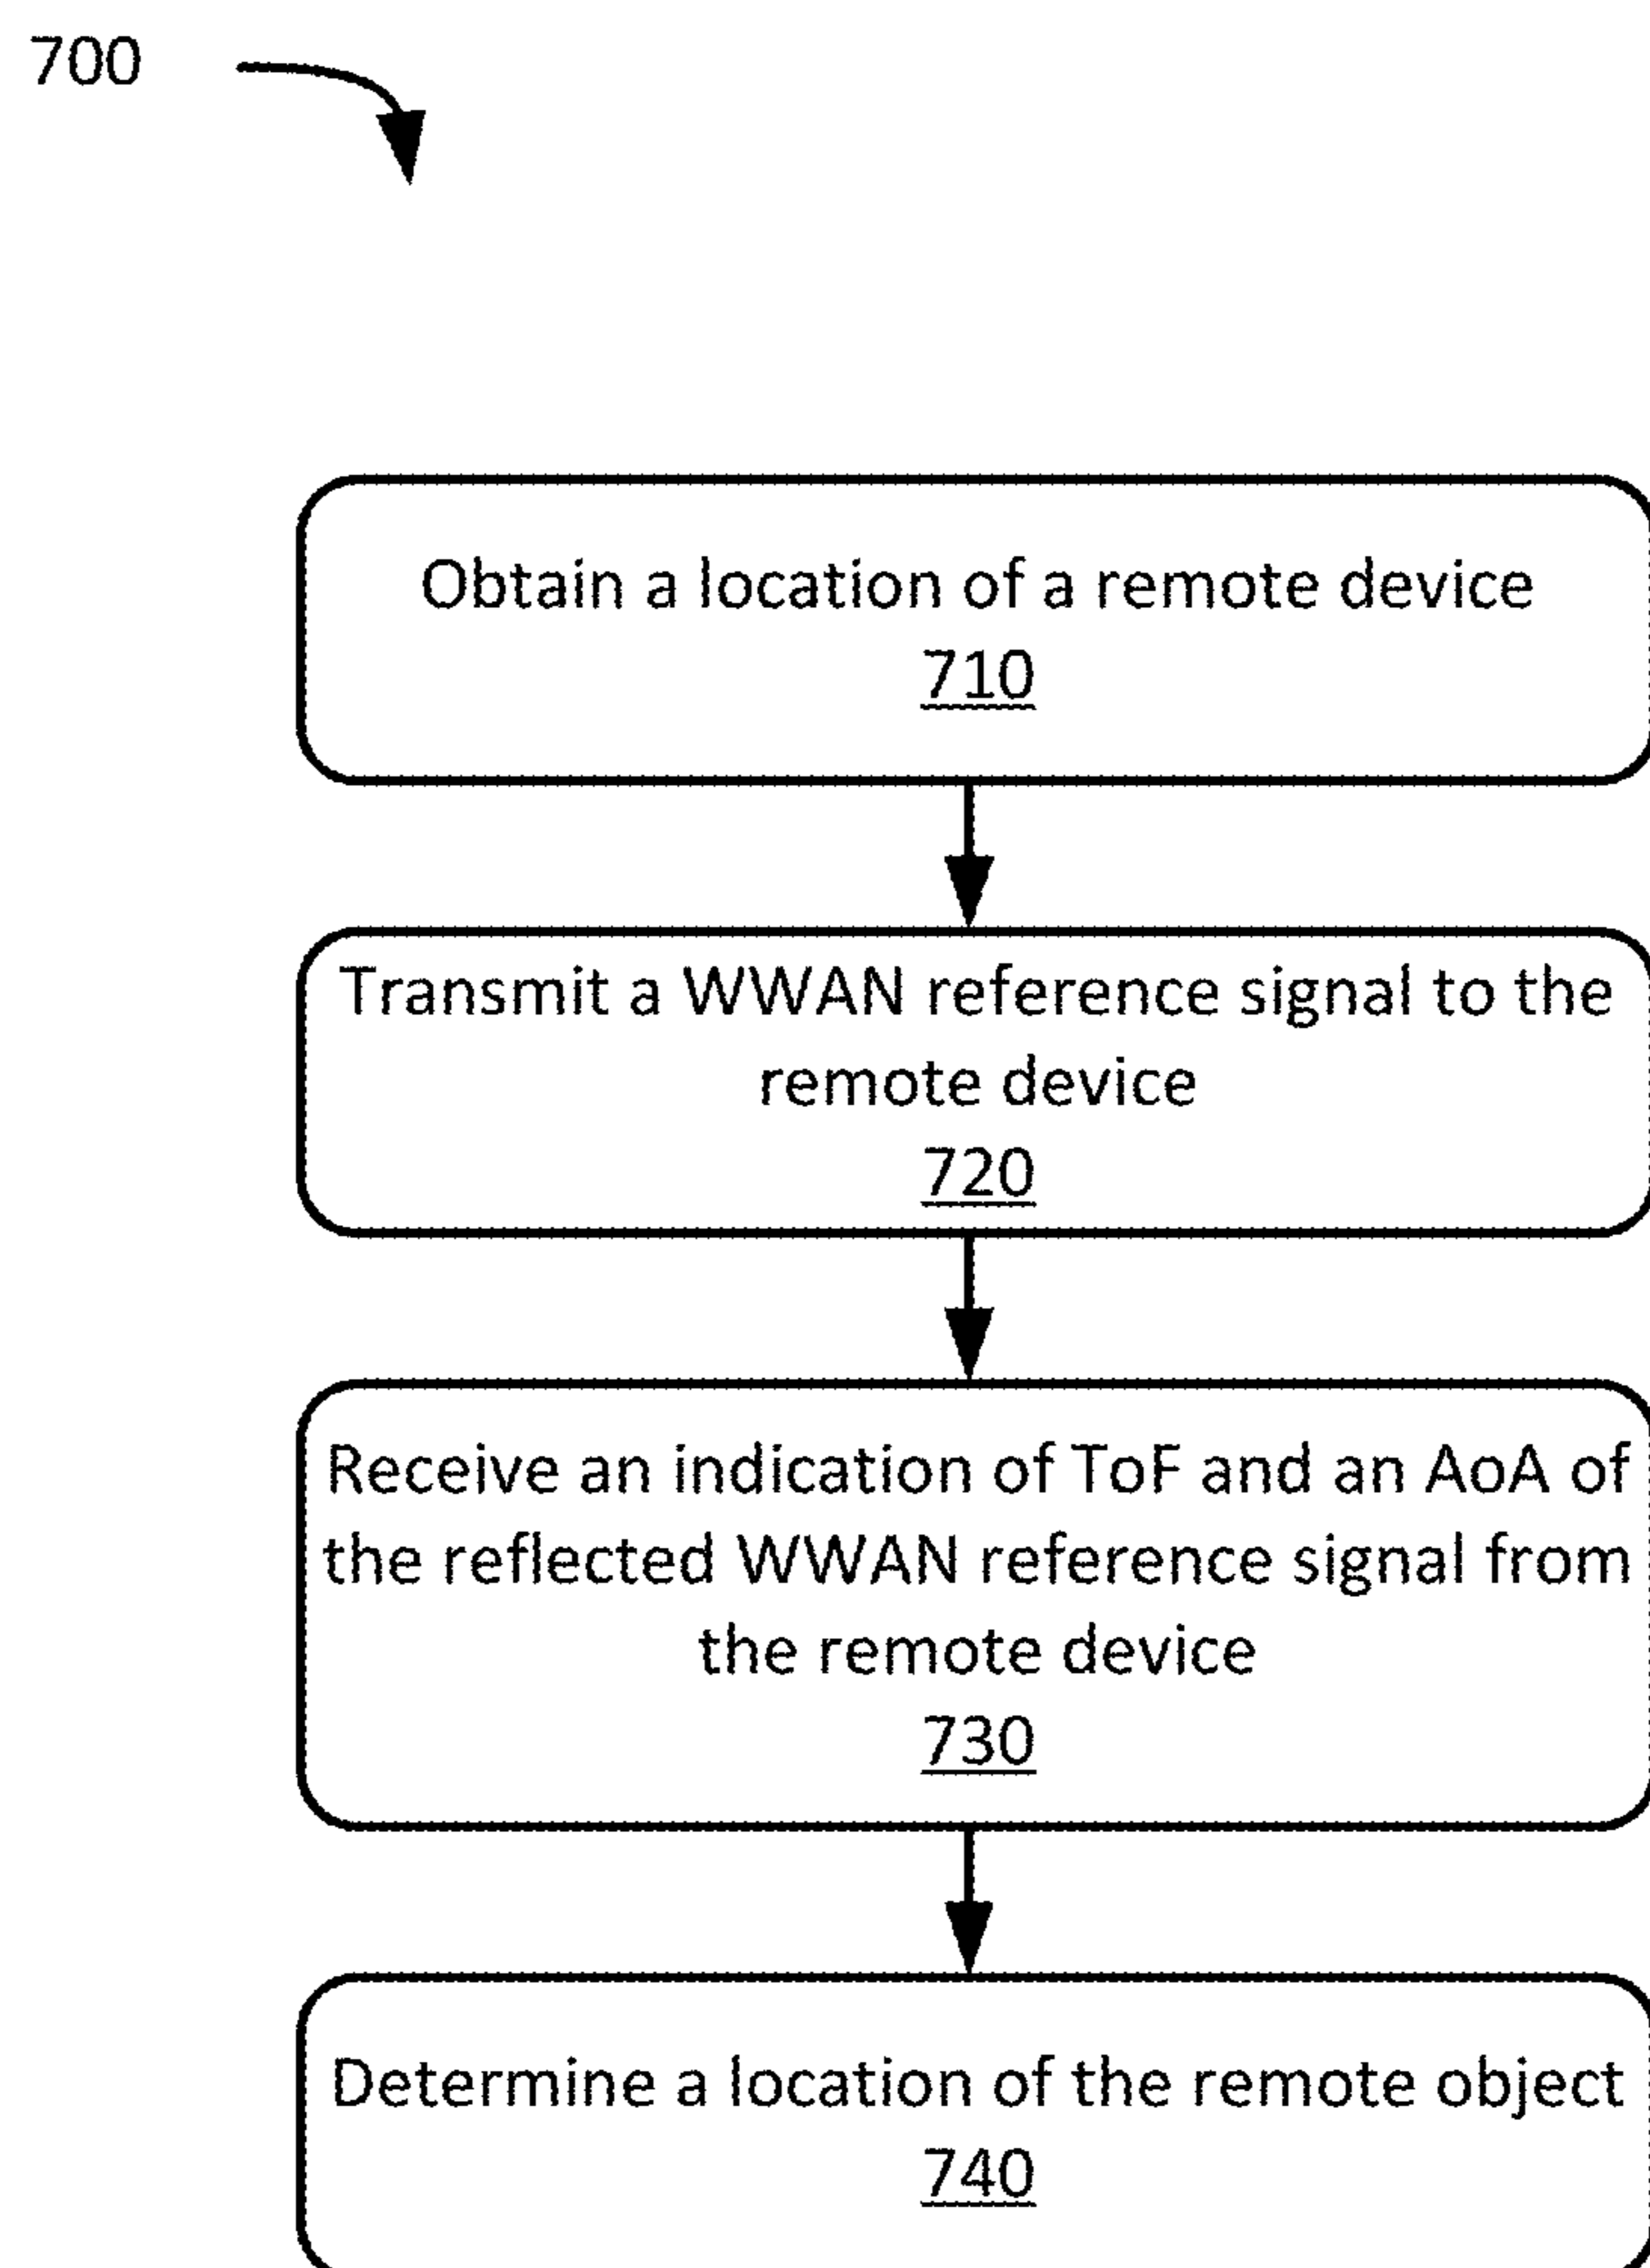 700
Obtain a location of a remote device
710
Transmit a WWAN reference signal to the
remote device
720
Receive an indication of ToF and an AoA of
the reflected WWAN reference signal from
the remote device
730
Determine a location of the remote object
740